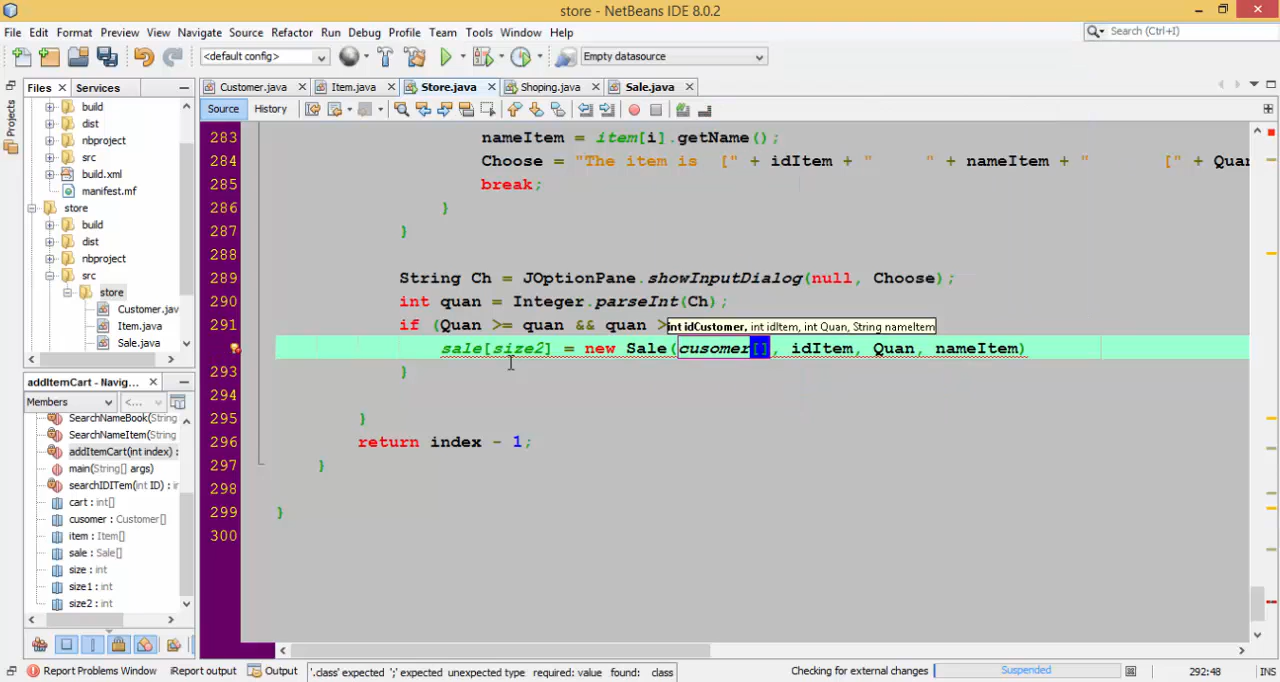 store - NetBeans IDE 8.0.2
File Edit Format Preview View Navigate Source Refactor Run Debug Profile Team Tools Window Help
Search (Ctrl+I)
<default config>
Empty datasource
Files Services
Customer.java Item.java Store.java Shoping.java Sale.java
Source History
Projects
build
dist
nbproject
src
build.xml
manifest.mf
store
build
dist
nbproject
src
store
Customer.jav
Item.java
Sale.java
283 nameItem = item[i].getName();
284 Choose = "The item is [" + idItem + " " + nameItem + " [" + Quan
285 break;
286 }
287 }
288
289 String Ch = JOptionPane.showInputDialog(null, Choose);
290 int quan = Integer.parseInt(Ch);
291 if (Quan >= quan && quan >
int idCustomer, int idItem, int Quan, String nameItem
sale[size2] = new Sale(cusomer[], idItem, Quan, nameItem)
293 }
294
295 }
296 return index - 1;
297 }
298
299 }
300
addItemCart - Navig...
Members <...
SearchNameBook(String
SearchNameItem(String
addItemCart(int index) :
main(String[] args)
searchIDITem(int ID) : ir
cart : int[]
cusomer : Customer[]
item : Item[]
sale : Sale[]
size : int
size1 : int
size2 : int
Report Problems Window iReport output Output
'.class' expected ';' expected unexpected type required: value found: class
Checking for external changes Suspended
292:48 INS